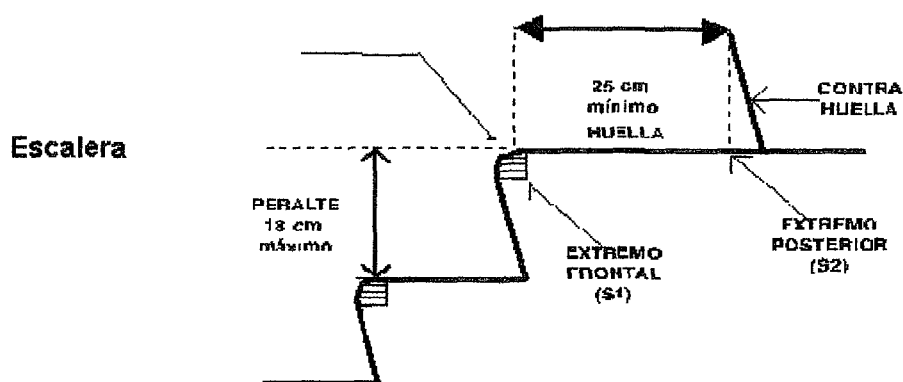 Escalera
25 cm
mínimo
HUELLA
CONTRA
HUELLA
PERALTE
18 cm
máximo
EXTREMO
FRONTAL
(S1)
EXTREMO
POSTERIOR
(S2)